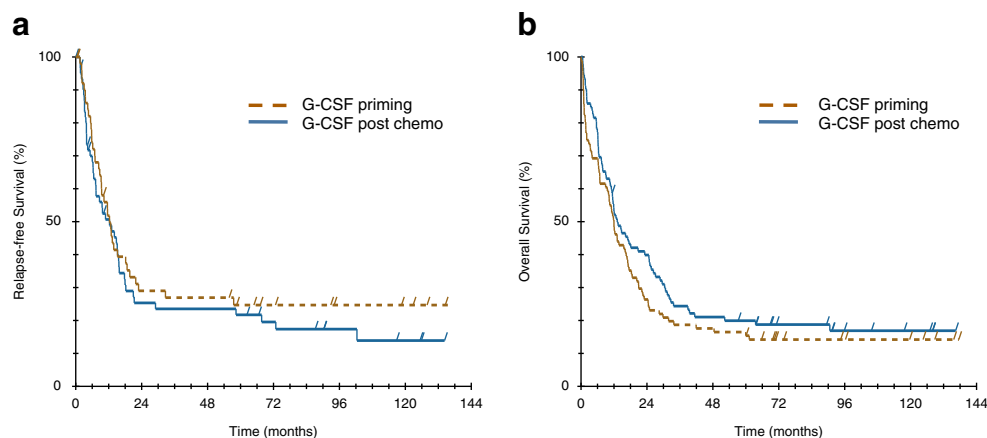 a
100
50
0
Relapse-free Survival (%)
G-CSF priming
G-CSF post chemo
0 24 48 72 96 120 144
Time (months)
b
100
50
0
Overall Survival (%)
G-CSF priming
G-CSF post chemo
0 24 48 72 96 120 144
Time (months)